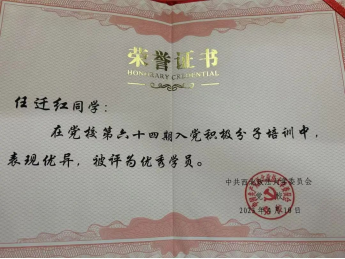 荣誉证书
HONORARY CREDENTIAL
任迁红同学:
在党校第六十四期入党积极分子培训中,
表现优异,被评为优秀学员。